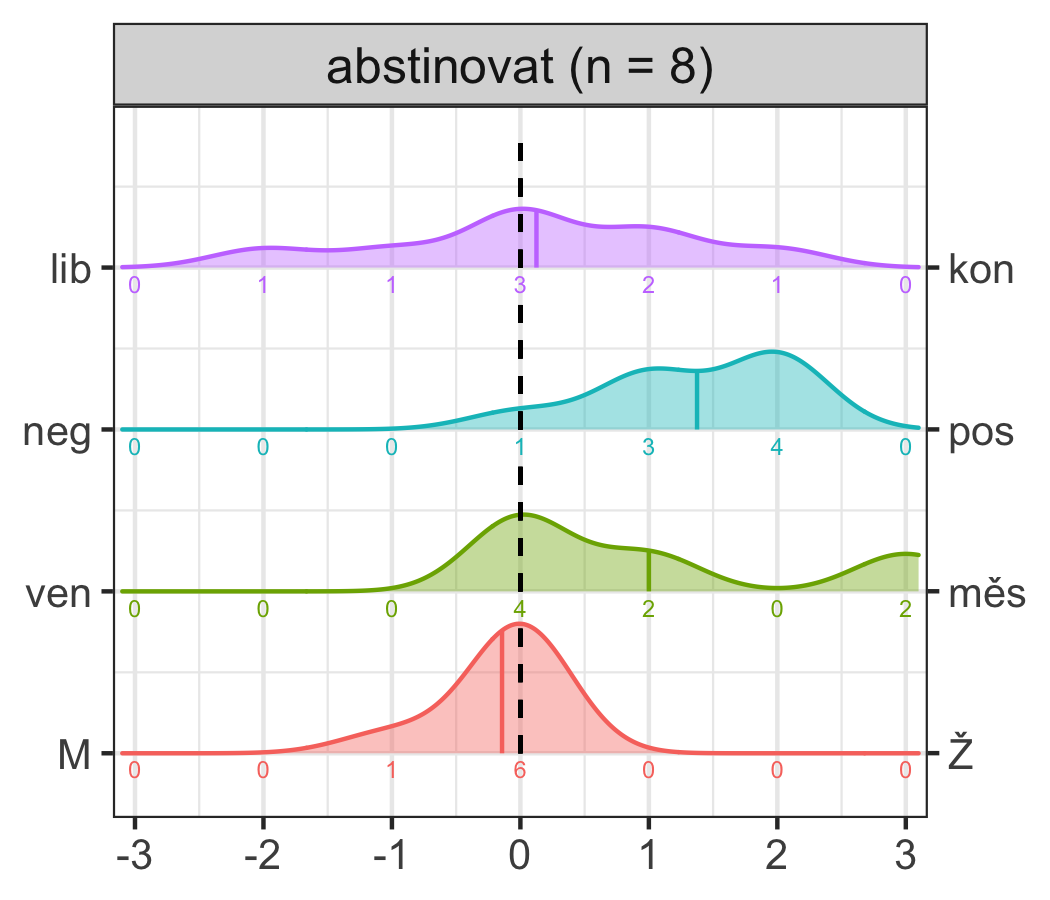 abstinovat (n = 8)
lib kon
0 1 1 3 2 1 0
neg pos
0 0 0 1 3 4 0
ven měs
0 0 0 4 2 0 2
M Ž
0 0 1 6 0 0 0
-3 -2 -1 0 1 2 3